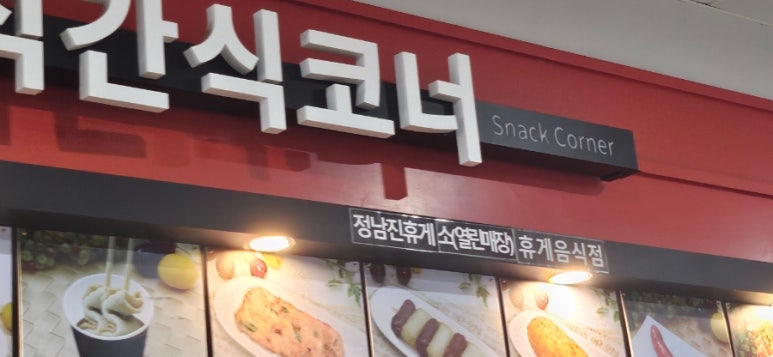 간식코너
Snack Corner
정남진휴게소(열린매장) 휴게음식점